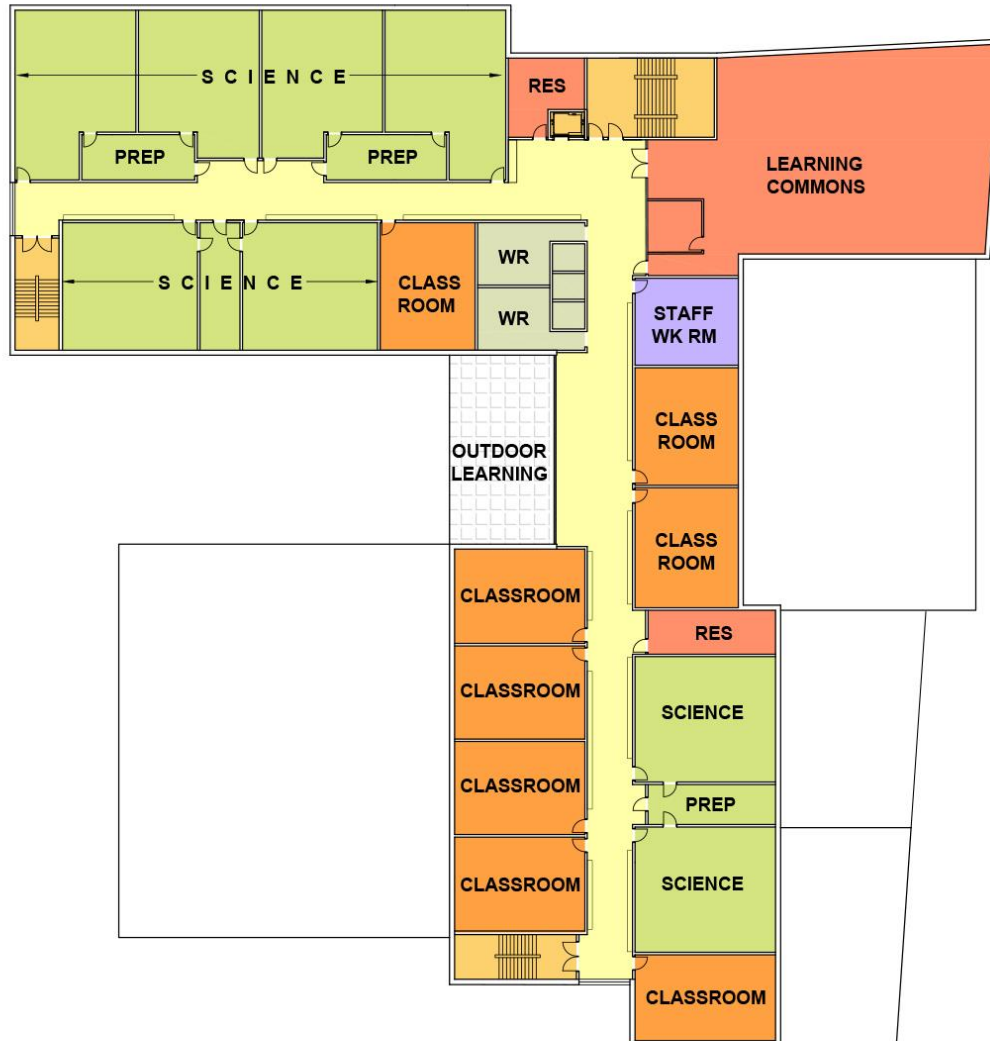 SCIENCE
RES
PREP
PREP
LEARNING
COMMONS
SCIENCE
CLASS
ROOM
WR
WR
STAFF
WK RM
CLASS
ROOM
OUTDOOR
LEARNING
CLASS
ROOM
CLASSROOM
RES
CLASSROOM
SCIENCE
CLASSROOM
PREP
CLASSROOM
SCIENCE
CLASSROOM